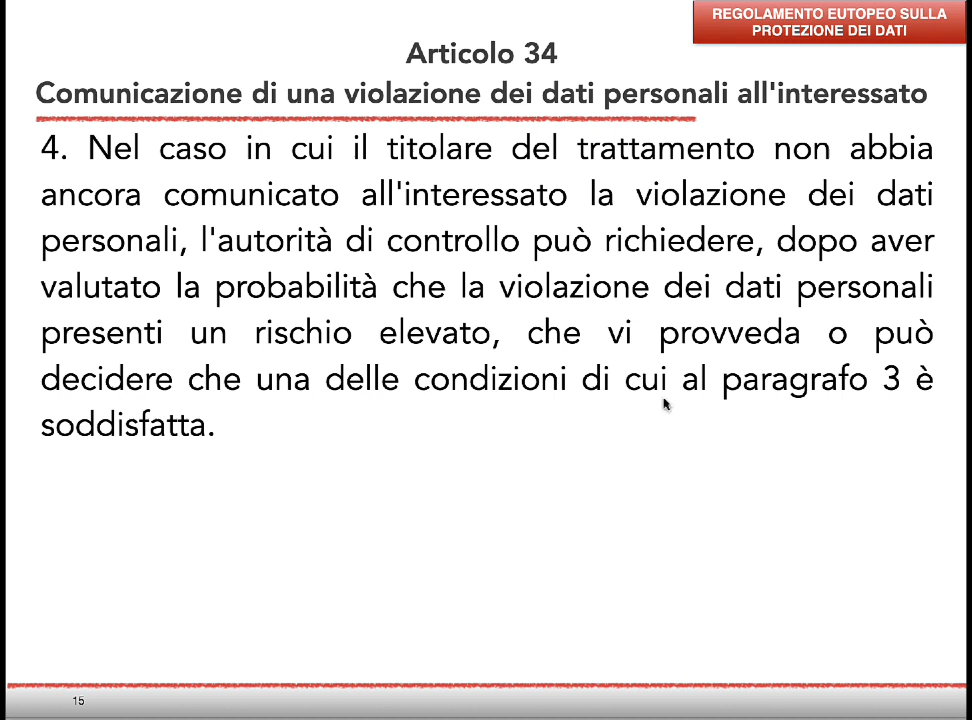 REGOLAMENTO EUTOPEO SULLA
PROTEZIONE DEI DATI
Articolo 34
Comunicazione di una violazione dei dati personali all'interessato
4. Nel caso in cui il titolare del trattamento non abbia
ancora comunicato all'interessato la violazione dei dati
personali, l'autorità di controllo può richiedere, dopo aver
valutato la probabilità che la violazione dei dati personali
presenti un rischio elevato, che vi provveda o può
decidere che una delle condizioni di cui al paragrafo 3 è
soddisfatta.
15